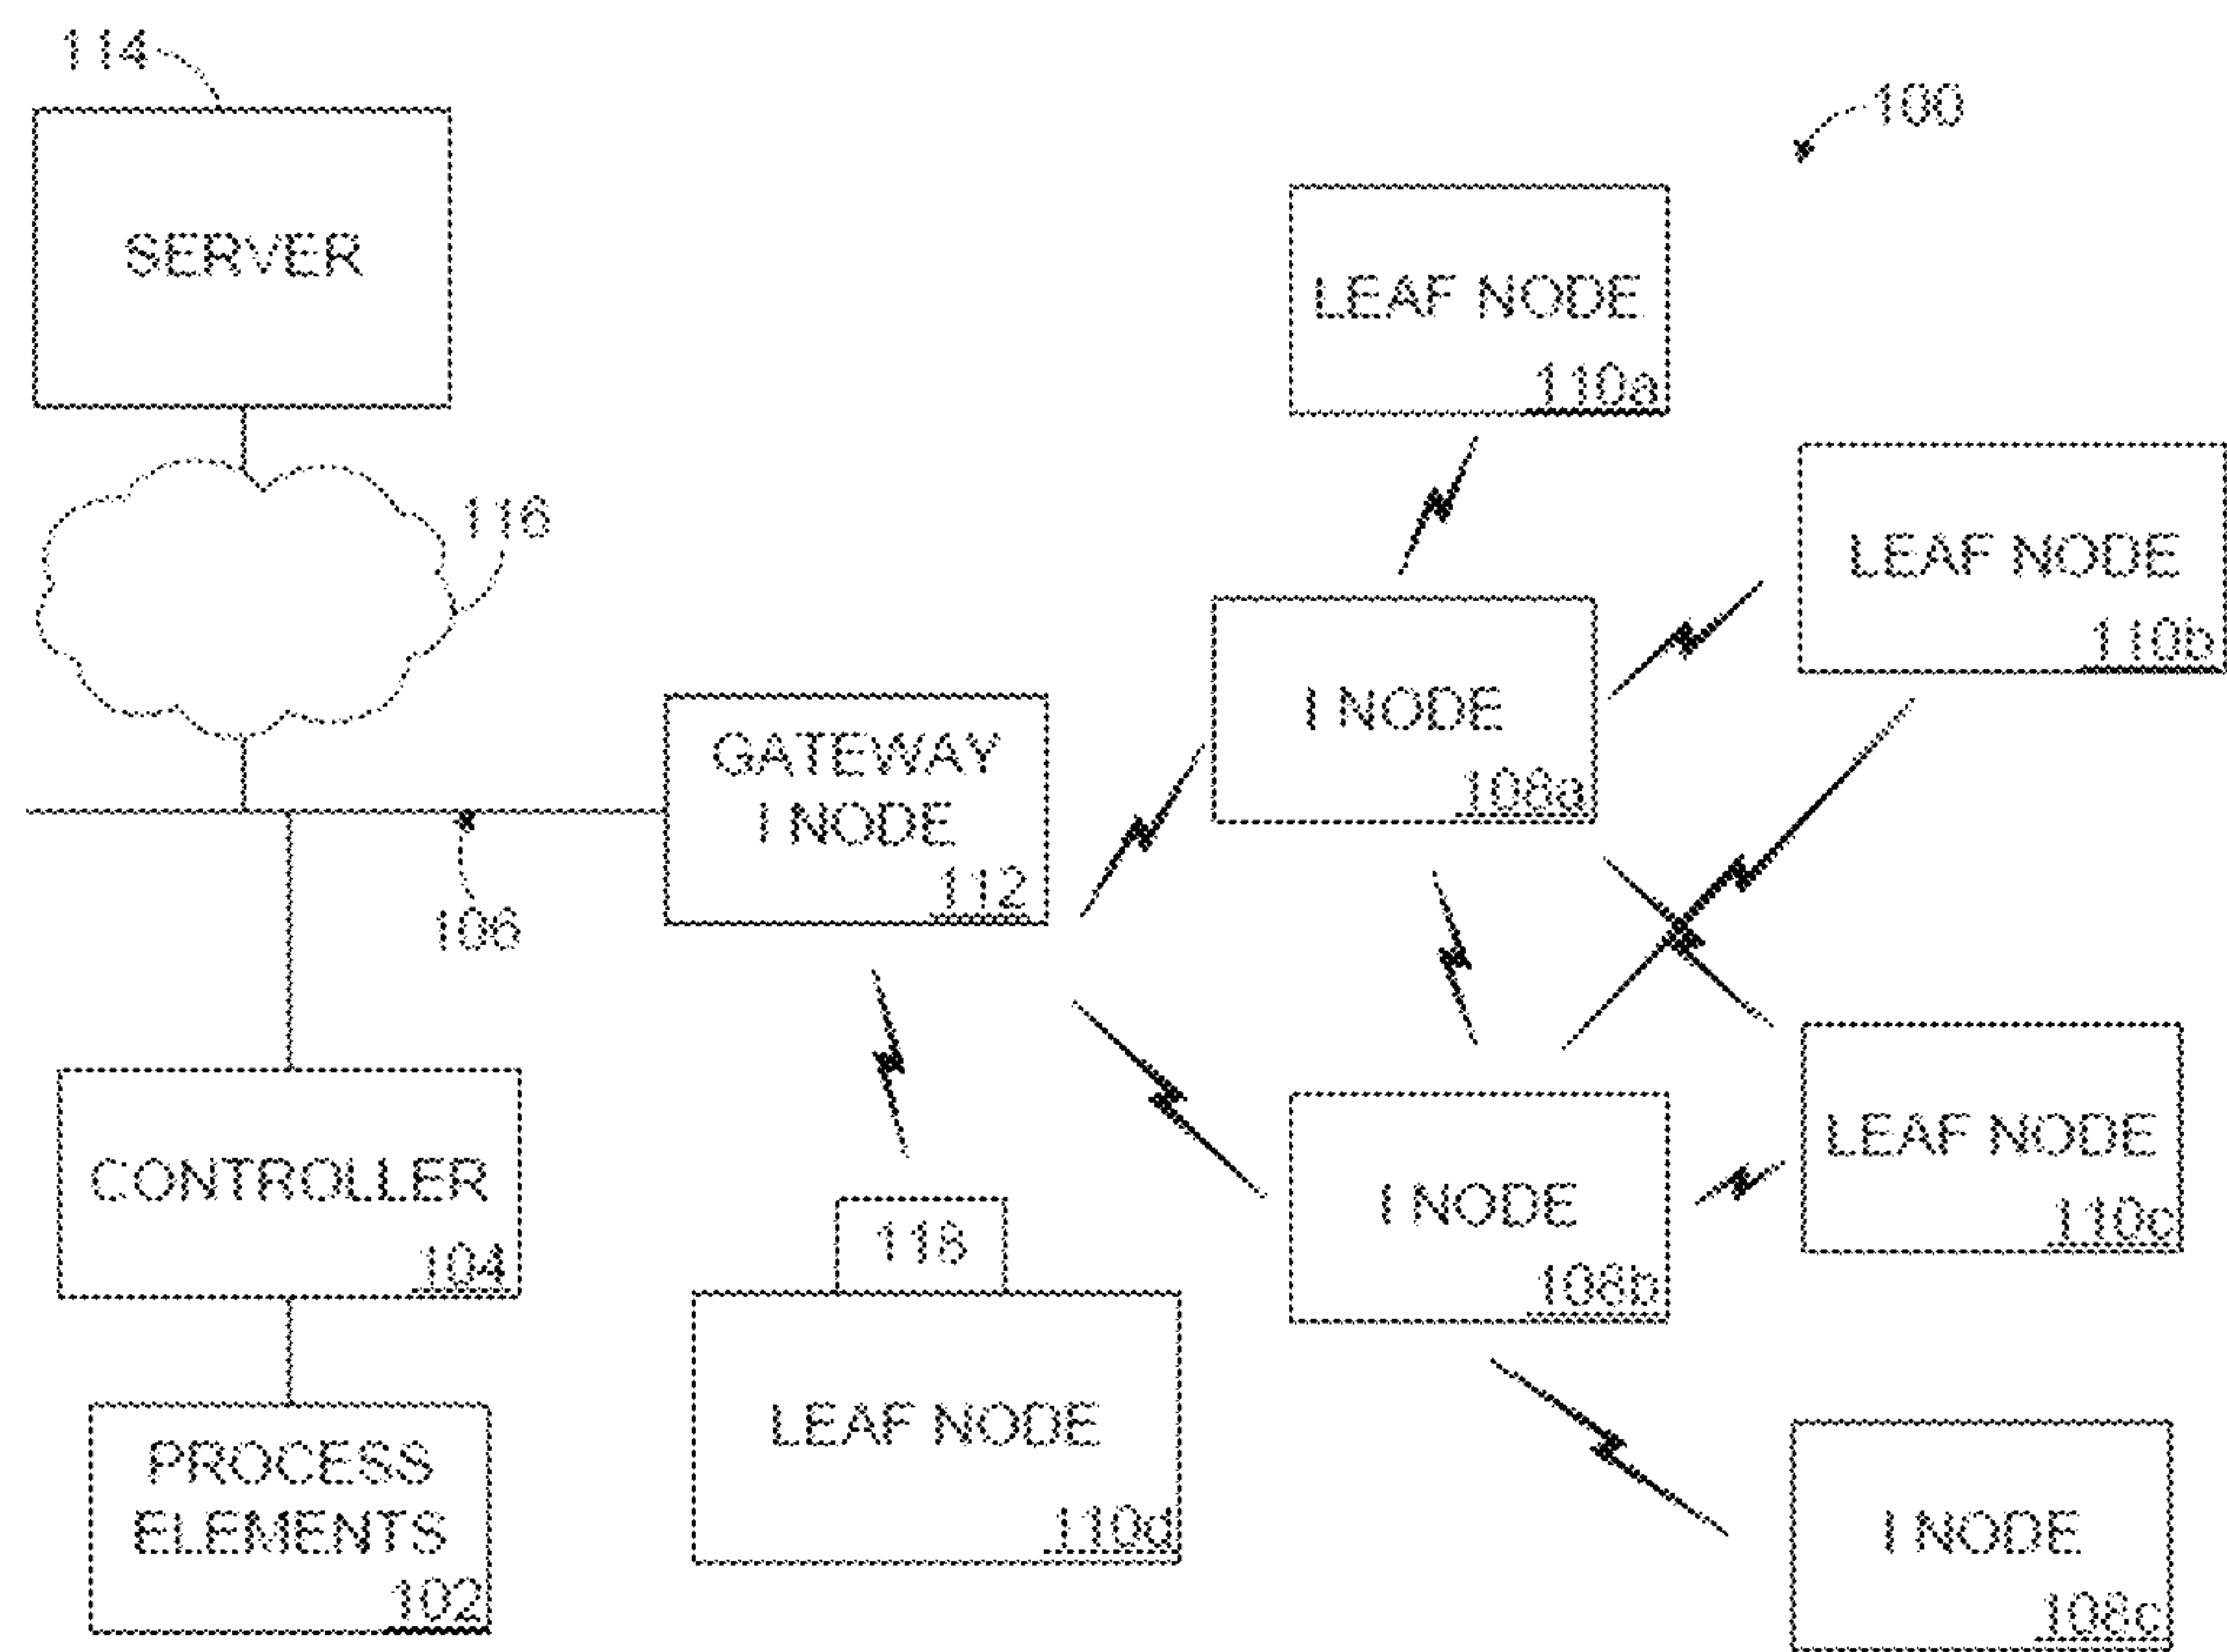 114
SERVER
116
106
CONTROLLER
104
PROCESS
ELEMENTS
102
GATEWAY
I NODE
112
118
LEAF NODE
110d
100
LEAF NODE
110a
LEAF NODE
110b
I NODE
108a
LEAF NODE
110c
I NODE
108b
I NODE
108c